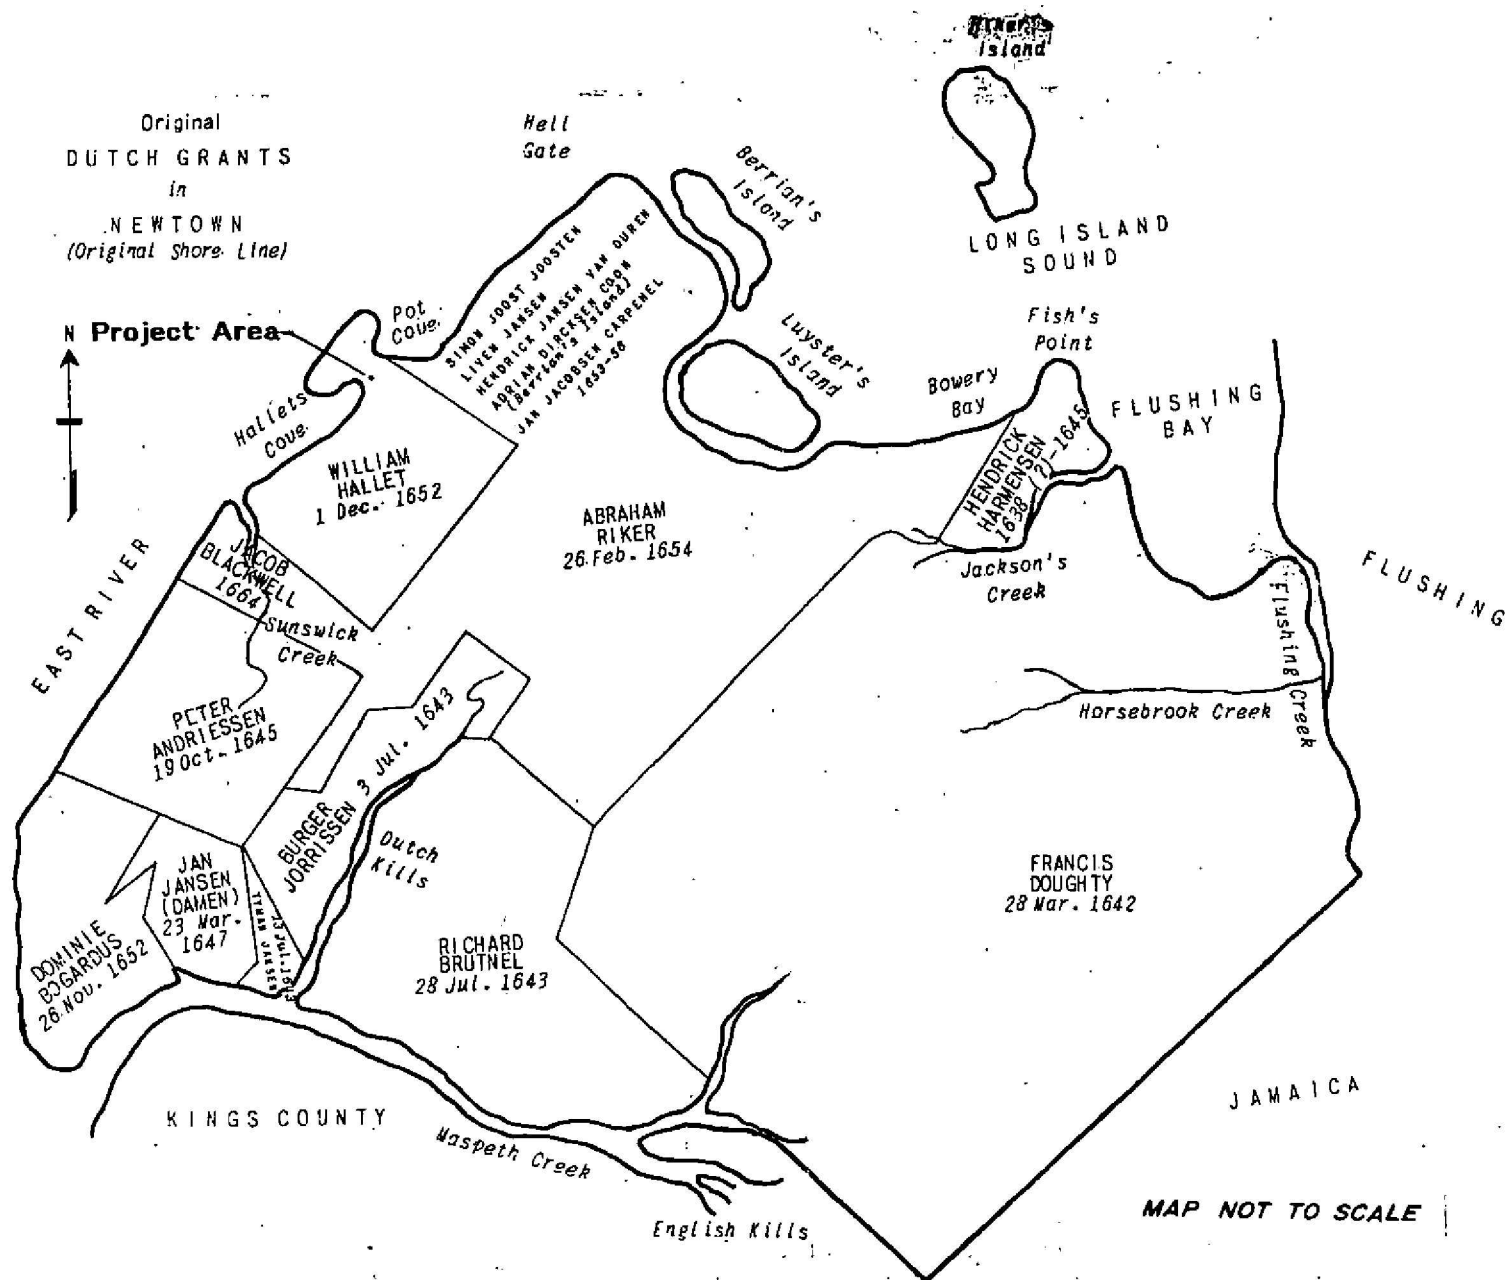 Original
DUTCH GRANTS
in
NEWTOWN
(Original Shore Line)
Hell
Gate
Island
Berrian's
Island
LONG ISLAND
SOUND
N
Project Area
Pot
Cove
SIMON JOOST JOOSTEN
LIVEN JANSEN
HENDRICK JANSEN VAN DUREN
ADRIAN DIRCKSEN COON
(Berrian's Island)
JAN JACOBSEN CARPENEL
1653-56
Luyster's
Island
Fish's
Point
Bowery
Bay
FLUSHING
BAY
Hallets
Cove
WILLIAM
HALLET
1 Dec. 1652
HENDRICK
HARMENSEN
1638 (?)-1645
ABRAHAM
RIKER
26 Feb. 1654
JACOB
BLACKWELL
1664
Jackson's
Creek
FLUSHING
EAST RIVER
Sunswick
Creek
Flushing Creek
Horsebrook Creek
PETER
ANDRIESSEN
19 Oct. 1645
BURGER
JORRISSEN 3 Jul. 1643
Dutch
Kills
JAN
JANSEN
(DAMEN)
23 Mar.
1647
TYMAN JANSEN
13 Jul. 1643
FRANCIS
DOUGHTY
28 Mar. 1642
DOMINIE
BOGARDUS
26 Nov. 1652
RICHARD
BRUTNEL
28 Jul. 1643
KINGS COUNTY
Maspeth Creek
JAMAICA
English Kills
MAP NOT TO SCALE